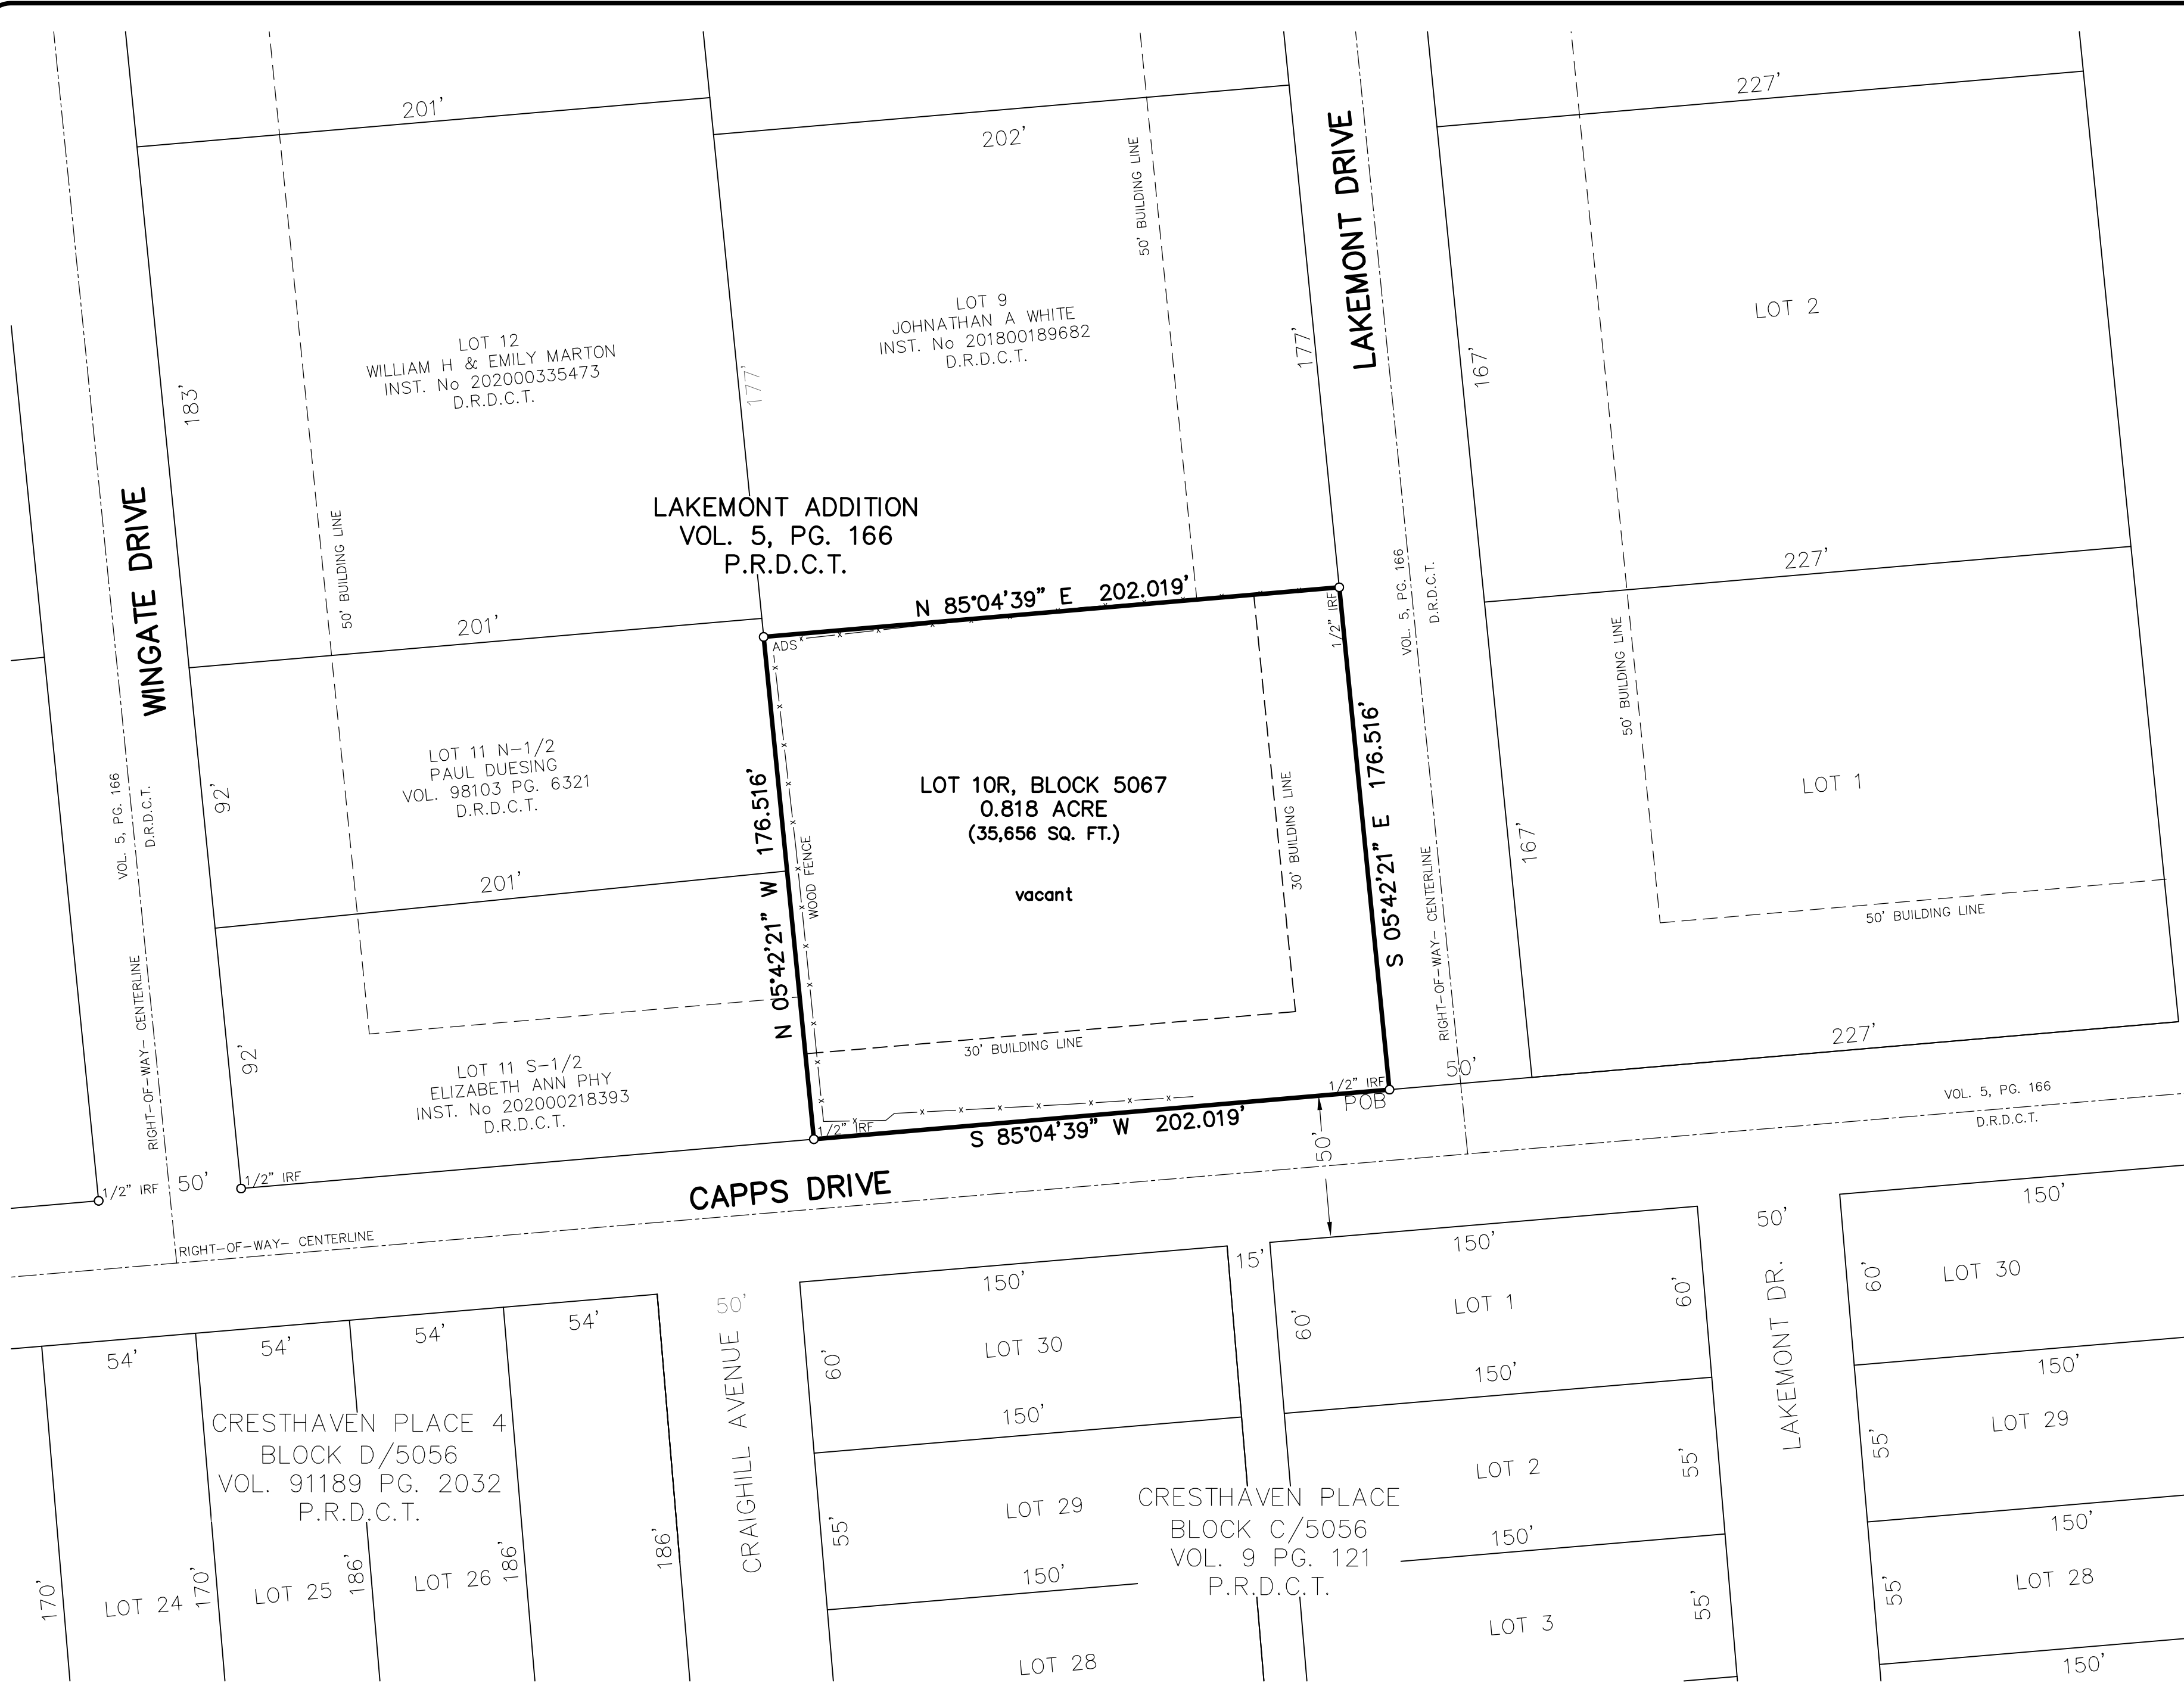 201'
202'
227'
LAKEMONT DRIVE
50' BUILDING LINE
LOT 2
LOT 9
JOHNATHAN A WHITE
INST. No 201800189682
D.R.D.C.T.
LOT 12
WILLIAM H & EMILY MARTON
INST. No 202000335473
D.R.D.C.T.
183'
177'
177'
167'
WINGATE DRIVE
50' BUILDING LINE
LAKEMONT ADDITION
VOL. 5, PG. 166
P.R.D.C.T.
VOL. 5, PG. 166
D.R.D.C.T.
227'
N 85°04'39" E 202.019'
201'
ADS
1/2" IRF
50' BUILDING LINE
LOT 11 N-1/2
PAUL DUESING
VOL. 98103 PG. 6321
D.R.D.C.T.
92'
VOL. 5, PG. 166
D.R.D.C.T.
N 05°42'21" W 176.516'
WOOD FENCE
LOT 10R, BLOCK 5067
0.818 ACRE
(35,656 SQ. FT.)
vacant
30' BUILDING LINE
S 05°42'21" E 176.516'
RIGHT-OF-WAY- CENTERLINE
167'
LOT 1
50' BUILDING LINE
201'
RIGHT-OF-WAY- CENTERLINE
92'
LOT 11 S-1/2
ELIZABETH ANN PHY
INST. No 202000218393
D.R.D.C.T.
30' BUILDING LINE
227'
50'
1/2" IRF
POB
VOL. 5, PG. 166
D.R.D.C.T.
1/2" IRF
S 85°04'39" W 202.019'
50'
1/2" IRF
50'
1/2" IRF
CAPPS DRIVE
RIGHT-OF-WAY- CENTERLINE
54'
54'
54'
54'
50'
150'
15'
150'
50'
150'
CRAIGHILL AVENUE
LAKEMONT DR.
60'
LOT 30
150'
60'
LOT 1
60'
150'
60'
LOT 30
150'
CRESTHAVEN PLACE 4
BLOCK D/5056
VOL. 91189 PG. 2032
P.R.D.C.T.
55'
LOT 29
150'
CRESTHAVEN PLACE
BLOCK C/5056
VOL. 9 PG. 121
P.R.D.C.T.
LOT 2
55'
150'
55'
LOT 29
150'
170'
LOT 24
170'
LOT 25
186'
LOT 26
186'
186'
LOT 28
LOT 3
55'
55'
LOT 28
150'